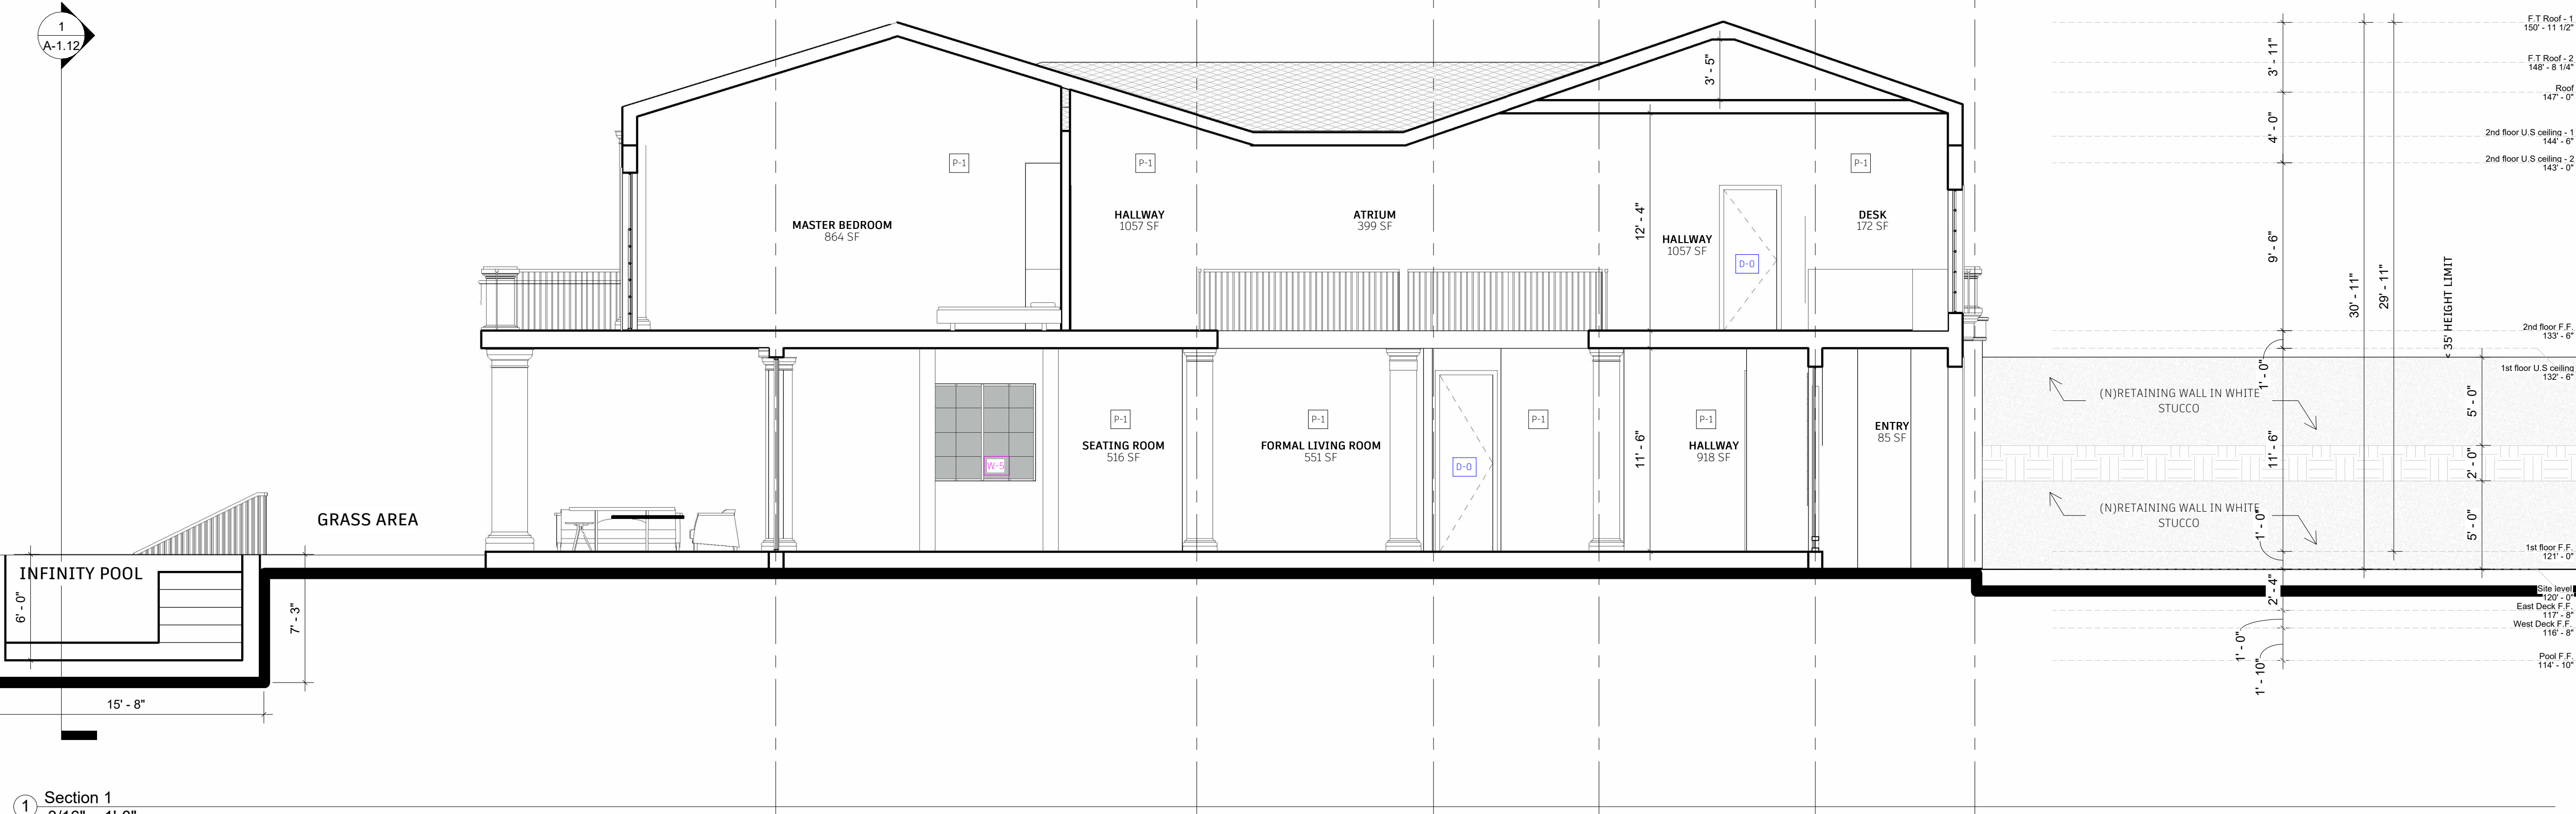 1
A-1.12
F.T Roof - 1
150' - 11 1/2"
F.T Roof - 2
148' - 8 1/4"
Roof
147' - 0"
2nd floor U.S ceiling - 1
144' - 6"
2nd floor U.S ceiling - 2
143' - 0"
2nd floor F.F.
133' - 6"
1st floor U.S ceiling
132' - 6"
1st floor F.F.
121' - 0"
Site level
120' - 0"
East Deck F.F.
117' - 8"
West Deck F.F.
116' - 8"
Pool F.F.
114' - 10"
3' - 11"
4' - 0"
9' - 6"
1' - 0"
11' - 6"
1' - 0"
2' - 4"
1' - 0"
1' - 10"
30' - 11"
29' - 11"
< 35' HEIGHT LIMIT
5' - 0"
2' - 0"
5' - 0"
3' - 5"
12' - 4"
P-1
P-1
P-1
MASTER BEDROOM
864 SF
HALLWAY
1057 SF
ATRIUM
399 SF
HALLWAY
1057 SF
DESK
172 SF
D-0
(N)RETAINING WALL IN WHITE
STUCCO
P-1
P-1
P-1
P-1
SEATING ROOM
516 SF
FORMAL LIVING ROOM
551 SF
11' - 6"
HALLWAY
918 SF
ENTRY
85 SF
W-5
D-0
(N)RETAINING WALL IN WHITE
STUCCO
GRASS AREA
INFINITY POOL
6' - 0"
7' - 3"
15' - 8"
1
Section 1